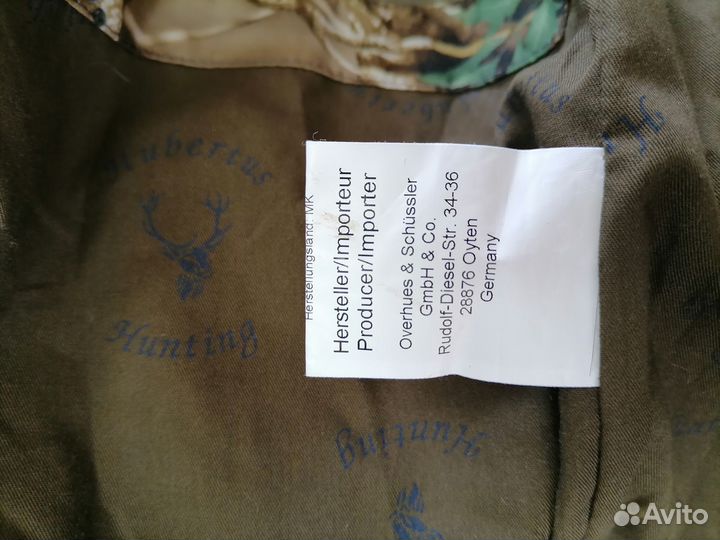 Hubertus
Hunting
Herstellungsland: MK
Hersteller/Importeur
Producer/Importer
Overhues & Schüssler
GmbH & Co.
Rudolf-Diesel-Str. 34-36
28876 Oyten
Germany
Hunting
Avito